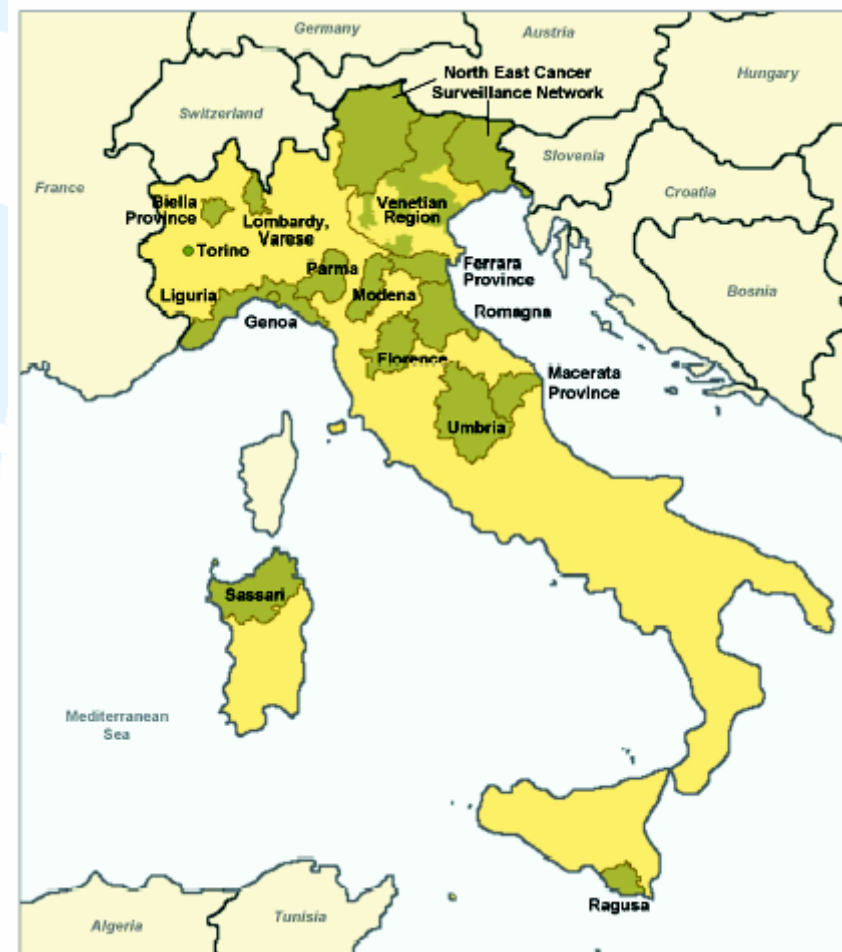 Germany
Austria
North East Cancer
Surveillance Network
Hungary
Switzerland
Slovenia
France
Croatia
Biella
Province
Venetian
Region
Lombardy,
Varese
Torino
Parma
Ferrara
Province
Liguria
Modena
Bosnia
Genoa
Romagna
Florence
Macerata
Province
Umbria
Sassari
Mediterranean
Sea
Ragusa
Algeria
Tunisia